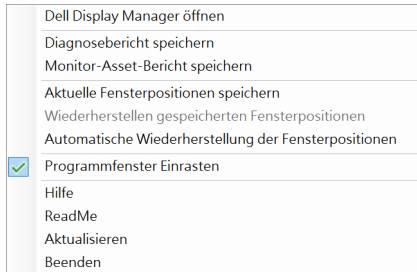 Dell Display Manager öffnen
Diagnosebericht speichern
Monitor-Asset-Bericht speichern
Aktuelle Fensterpositionen speichern
Wiederherstellen gespeicherten Fensterpositionen
Automatische Wiederherstellung der Fensterpositionen
Programmfenster Einrasten
Hilfe
ReadMe
Aktualisieren
Beenden